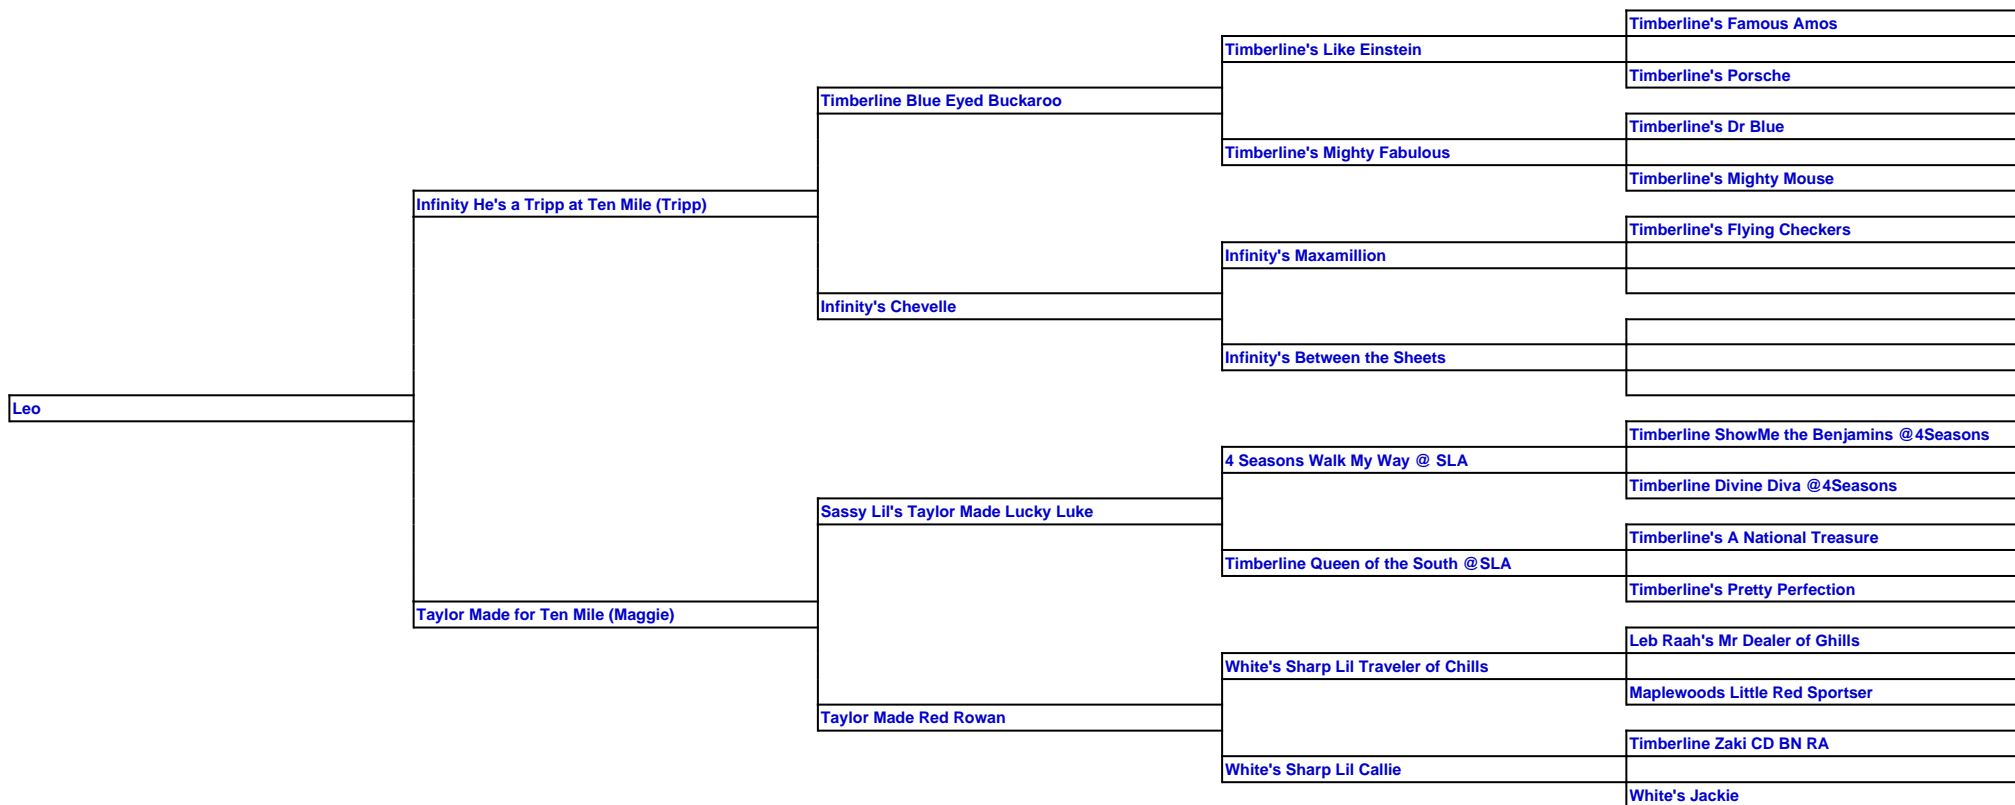 Timberline's Famous Amos
Timberline's Like Einstein
Timberline's Porsche
Timberline Blue Eyed Buckaroo
Timberline's Dr Blue
Timberline's Mighty Fabulous
Timberline's Mighty Mouse
Infinity He's a Tripp at Ten Mile (Tripp)
Timberline's Flying Checkers
Infinity's Maxamillion
Infinity's Chevelle
Infinity's Between the Sheets
Leo
Timberline ShowMe the Benjamins @4Seasons
4 Seasons Walk My Way @ SLA
Timberline Divine Diva @4Seasons
Sassy Lil's Taylor Made Lucky Luke
Timberline's A National Treasure
Timberline Queen of the South @SLA
Timberline's Pretty Perfection
Taylor Made for Ten Mile (Maggie)
Leb Raah's Mr Dealer of Ghills
White's Sharp Lil Traveler of Chills
Maplewoods Little Red Sportser
Taylor Made Red Rowan
Timberline Zaki CD BN RA
White's Sharp Lil Callie
White's Jackie